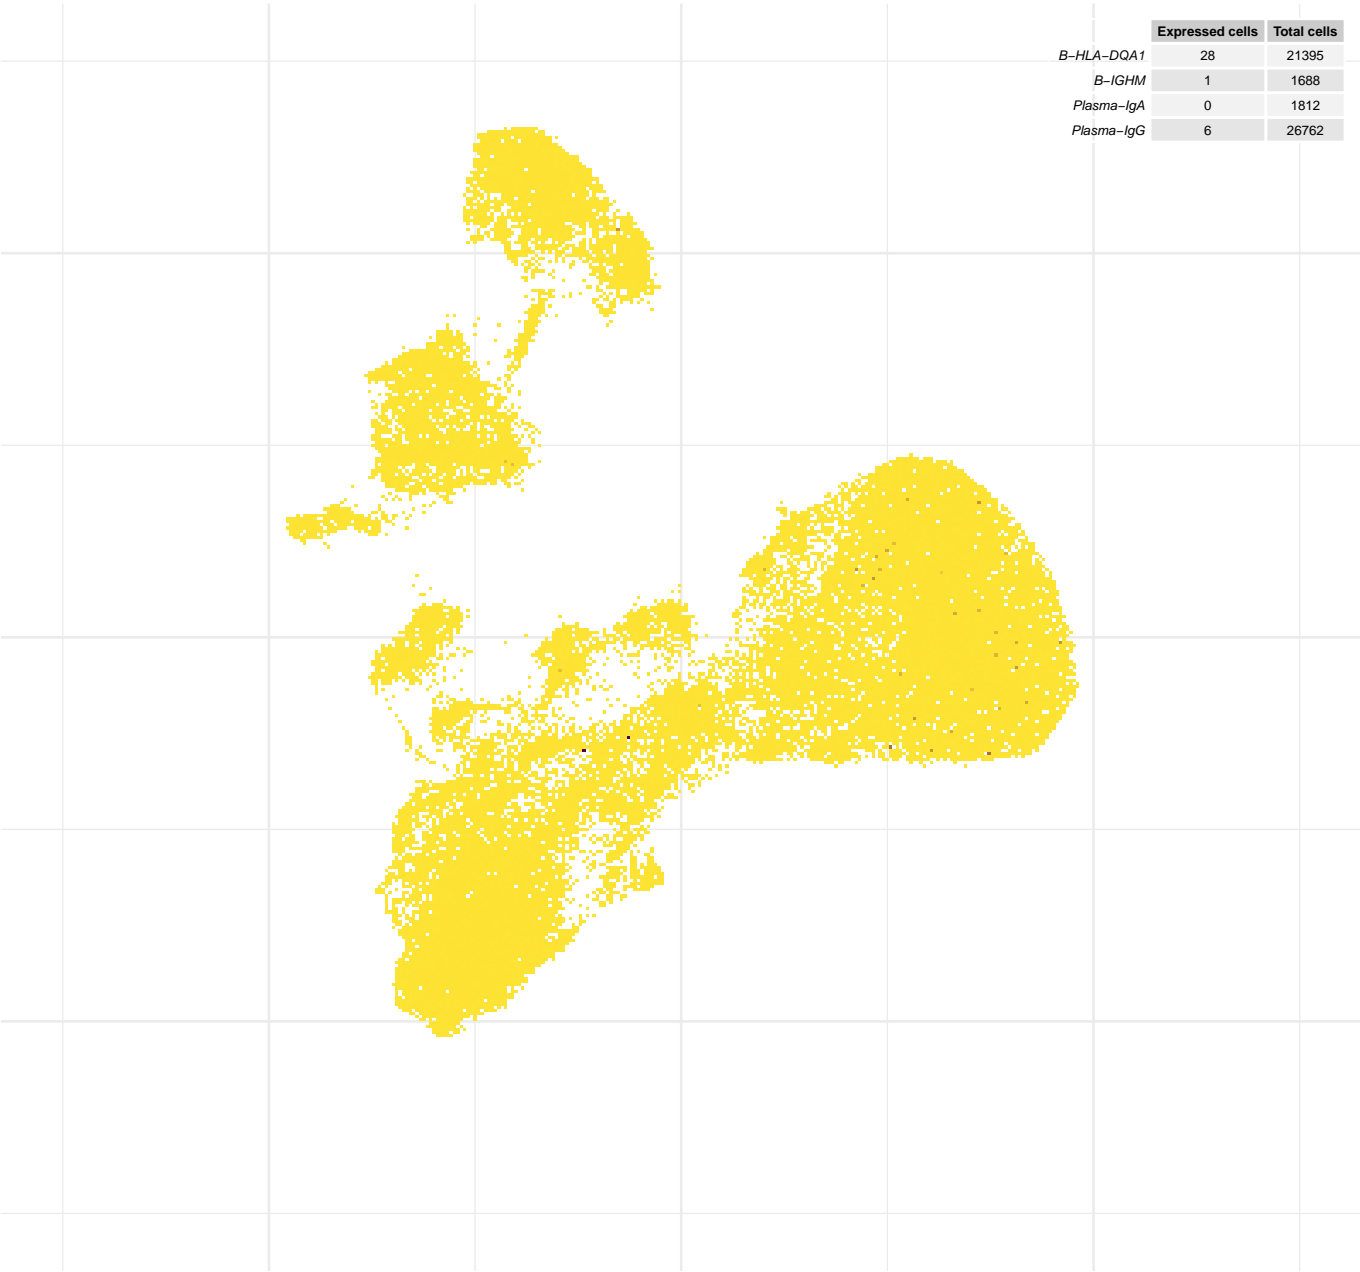 Expressed cells Total cells
B−HLA−DQA1 28 21395
B−IGHM 1 1688
Plasma−IgA 0 1812
Plasma−IgG 6 26762